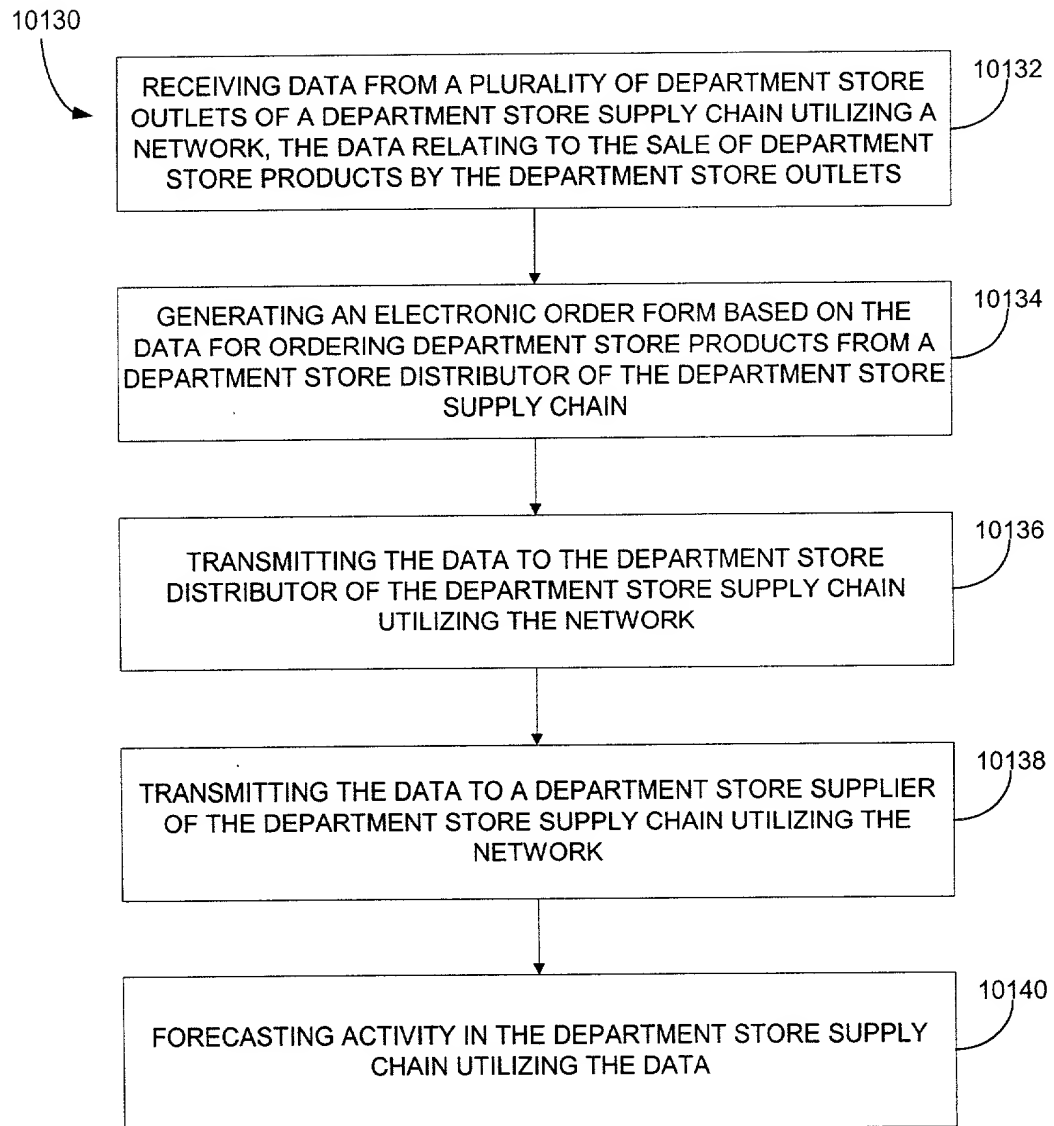 10130
RECEIVING DATA FROM A PLURALITY OF DEPARTMENT STORE
OUTLETS OF A DEPARTMENT STORE SUPPLY CHAIN UTILIZING A
NETWORK, THE DATA RELATING TO THE SALE OF DEPARTMENT
STORE PRODUCTS BY THE DEPARTMENT STORE OUTLETS
10132
GENERATING AN ELECTRONIC ORDER FORM BASED ON THE
DATA FOR ORDERING DEPARTMENT STORE PRODUCTS FROM A
DEPARTMENT STORE DISTRIBUTOR OF THE DEPARTMENT STORE
SUPPLY CHAIN
10134
TRANSMITTING THE DATA TO THE DEPARTMENT STORE
DISTRIBUTOR OF THE DEPARTMENT STORE SUPPLY CHAIN
UTILIZING THE NETWORK
10136
TRANSMITTING THE DATA TO A DEPARTMENT STORE SUPPLIER
OF THE DEPARTMENT STORE SUPPLY CHAIN UTILIZING THE
NETWORK
10138
FORECASTING ACTIVITY IN THE DEPARTMENT STORE SUPPLY
CHAIN UTILIZING THE DATA
10140